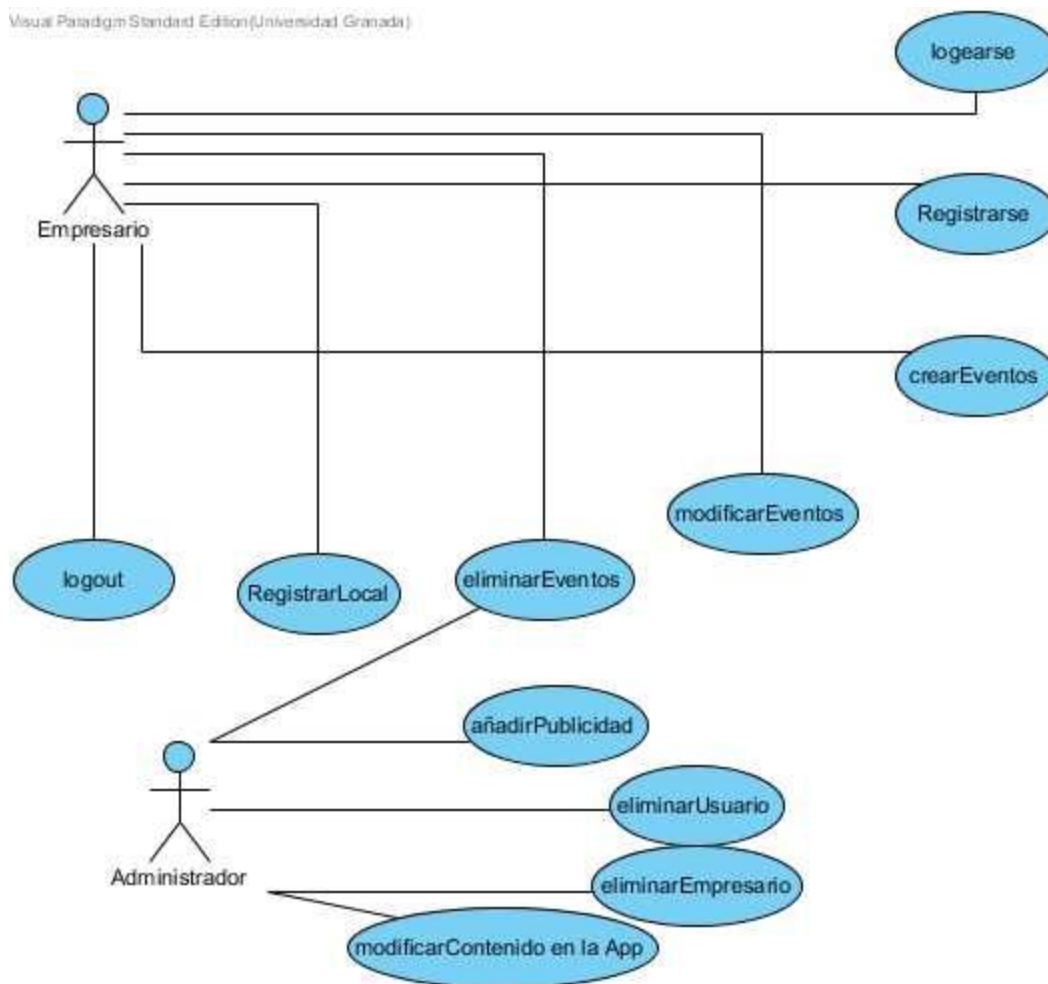 Visual Paradigm Standard Edition(Universidad Granada)
logearse
Empresario
Registrarse
crearEventos
modificarEventos
logout
RegistrarLocal
eliminarEventos
añadirPublicidad
eliminarUsuario
Administrador
eliminarEmpresario
modificarContenido en la App